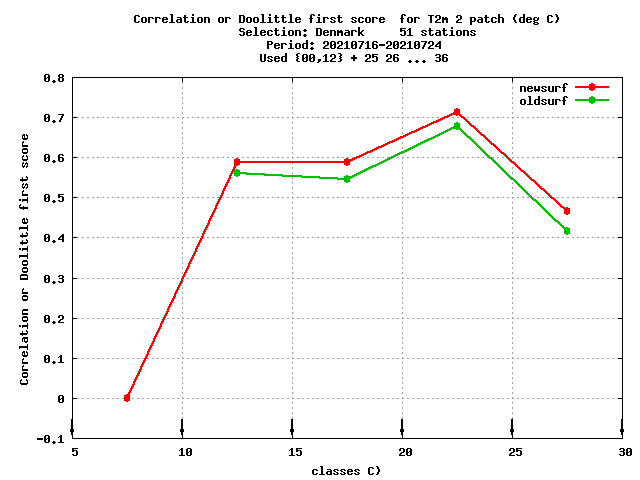 Correlation or Doolittle first score  for T2m 2 patch (deg C)
Selection: Denmark     51 stations
Period: 20210716-20210724
Used {00,12} + 25 26 ... 36
newsurf
oldsurf
Correlation or Doolittle first score
0.8
0.7
0.6
0.5
0.4
0.3
0.2
0.1
0
-0.1
5 10 15 20 25 30
classes C)